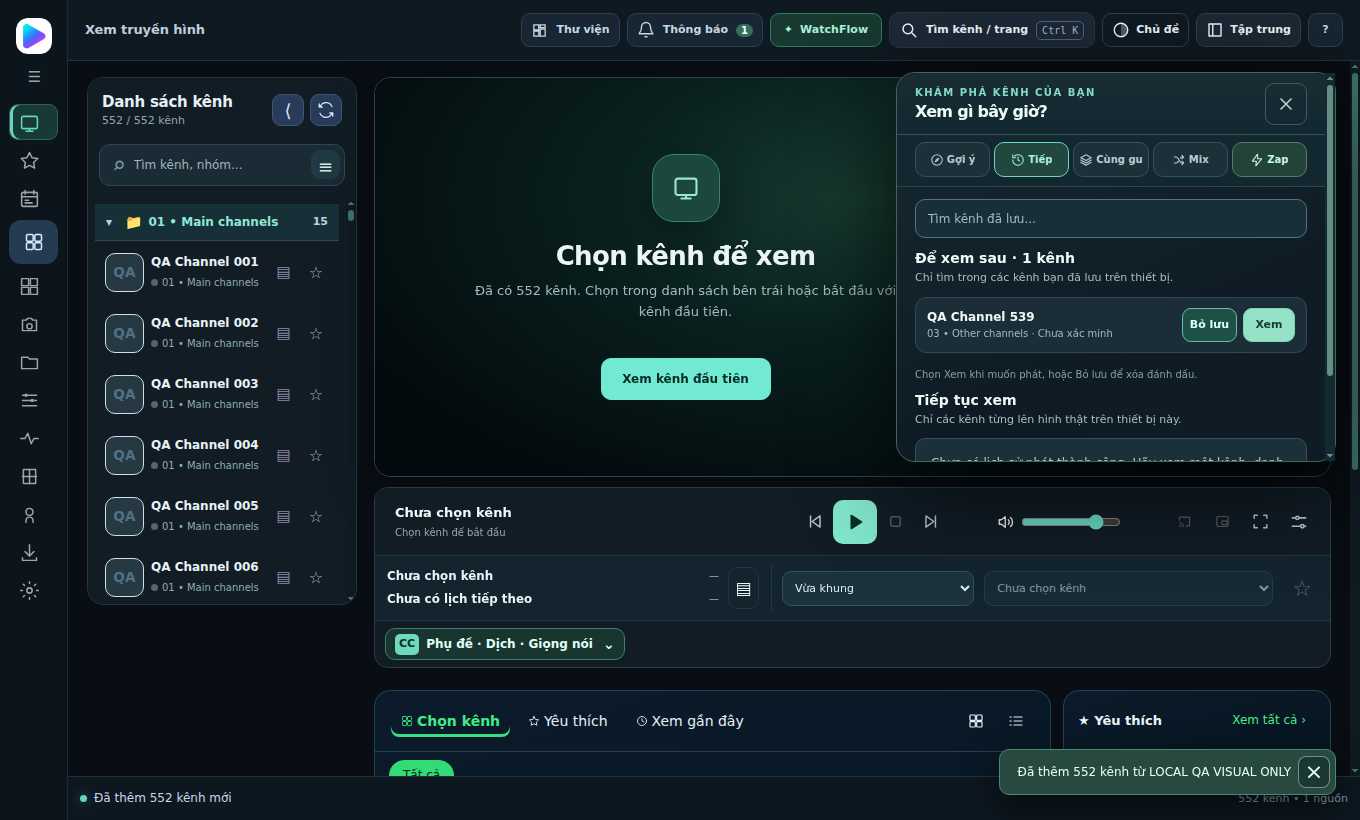 Xem truyền hình
Thư viện
Thông báo 1
✦ WatchFlow
Tìm kênh / trang Ctrl K
Chủ đề
Tập trung
?
Danh sách kênh
552 / 552 kênh
Tìm kênh, nhóm...
01 • Main channels 15
QA
QA Channel 001
01 • Main channels
QA
QA Channel 002
01 • Main channels
QA
QA Channel 003
01 • Main channels
QA
QA Channel 004
01 • Main channels
QA
QA Channel 005
01 • Main channels
QA
QA Channel 006
01 • Main channels
Chọn kênh để xem
Đã có 552 kênh. Chọn trong danh sách bên trái hoặc bắt đầu với
kênh đầu tiên.
Xem kênh đầu tiên
KHÁM PHÁ KÊNH CỦA BẠN
Xem gì bây giờ?
Gợi ý
Tiếp
Cùng gu
Mix
Zap
Tìm kênh đã lưu...
Để xem sau · 1 kênh
Chỉ tìm trong các kênh bạn đã lưu trên thiết bị.
QA Channel 539
03 • Other channels · Chưa xác minh
Bỏ lưu
Xem
Chọn Xem khi muốn phát, hoặc Bỏ lưu để xóa đánh dấu.
Tiếp tục xem
Chỉ các kênh từng lên hình thật trên thiết bị này.
Chưa có lịch sử phát thành công. Hãy xem một kênh, danh
Chưa chọn kênh
Chọn kênh để bắt đầu
Chưa chọn kênh —
Chưa có lịch tiếp theo —
Vừa khung
Chưa chọn kênh
CC Phụ đề · Dịch · Giọng nói
Chọn kênh
Yêu thích
Xem gần đây
★ Yêu thích
Xem tất cả ›
Tất cả
Đã thêm 552 kênh từ LOCAL QA VISUAL ONLY
Đã thêm 552 kênh mới
552 kênh • 1 nguồn